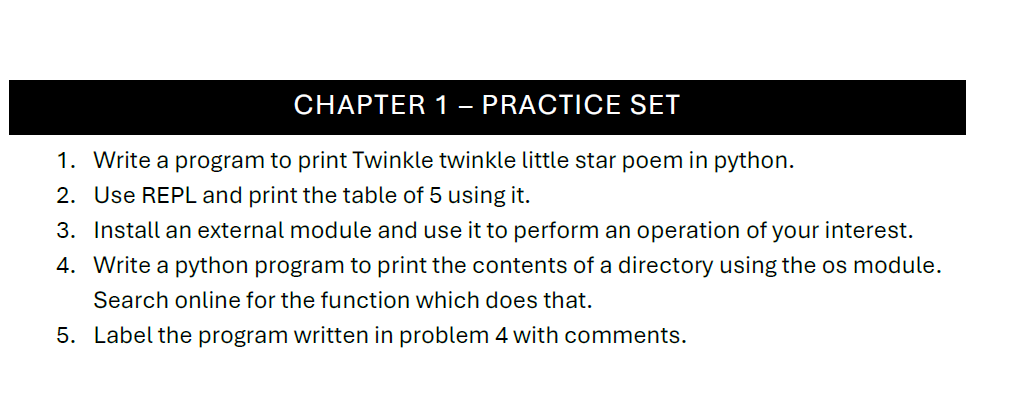 CHAPTER 1 – PRACTICE SET
1. Write a program to print Twinkle twinkle little star poem in python.
2. Use REPL and print the table of 5 using it.
3. Install an external module and use it to perform an operation of your interest.
4. Write a python program to print the contents of a directory using the os module.
Search online for the function which does that.
5. Label the program written in problem 4 with comments.